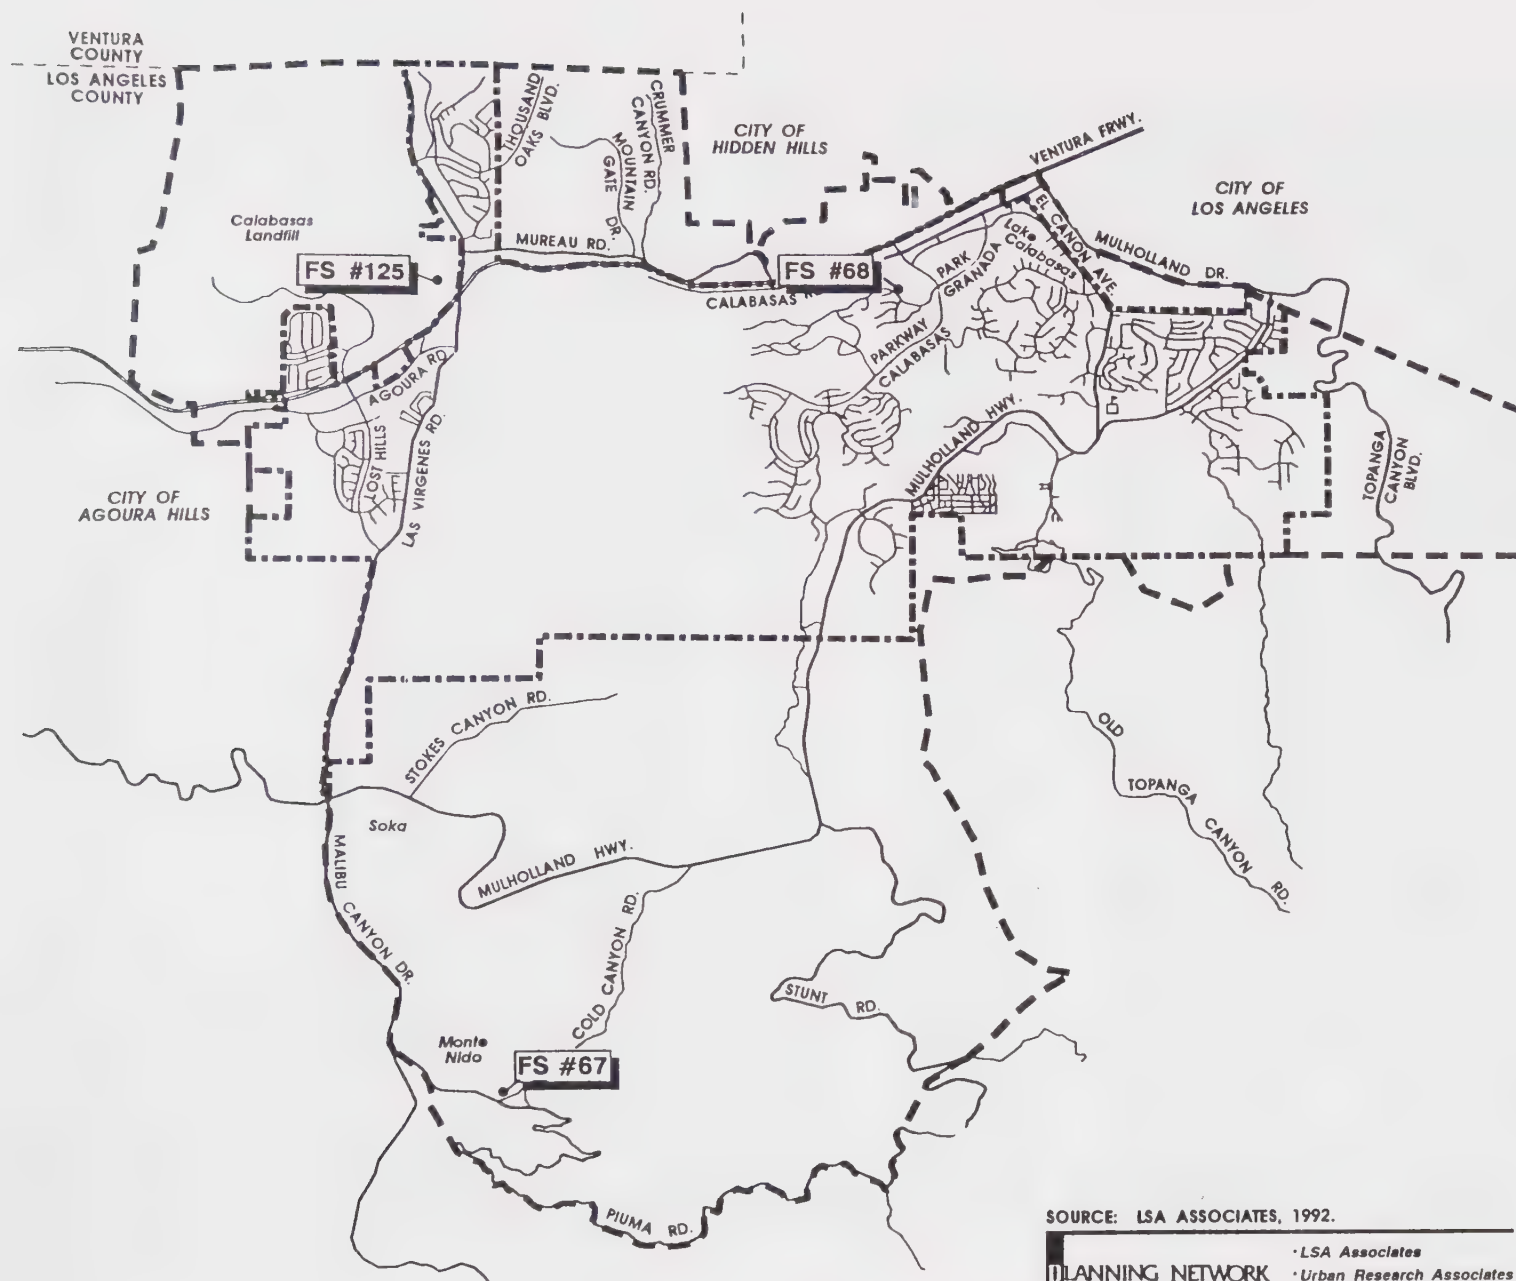 VENTURA
COUNTY
LOS ANGELES
COUNTY
THOUSAND
OAKS BLVD.
CRUMMER
CANYON RD.
MOUNTAIN
GATE DR.
CITY OF
HIDDEN HILLS
VENTURA FRWY.
CITY OF
LOS ANGELES
Calabasas
Landfill
MUREAU RD.
EL CANON AVE.
MULHOLLAND DR.
Lake
Calabasas
FS #125
FS #68
PARK
GRANADA
CALABASAS
PARKWAY
CALABASAS
AGOURA RD.
LOST HILLS
LAS VIRGENES RD.
MULHOLLAND HWY.
TOPANGA
CANYON
BLVD.
CITY OF
AGOURA HILLS
STOKES CANYON RD.
OLD
TOPANGA
CANYON
RD.
Soka
MALIBU
CANYON DR.
MULHOLLAND HWY.
COLD CANYON RD.
STUNT RD.
Monte
Nido
FS #67
PIUMA RD.
SOURCE: LSA ASSOCIATES, 1992.
PLANNING NETWORK
· LSA Associates
· Urban Research Associates